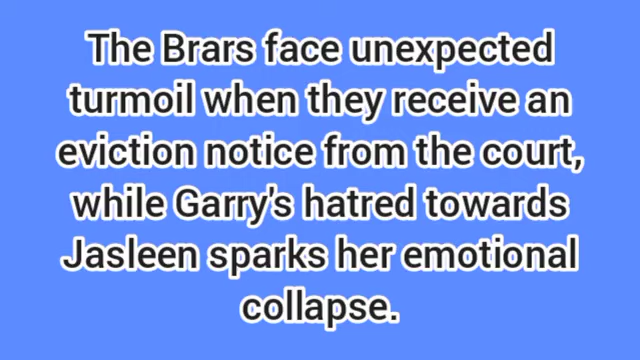 The Brars face unexpected
turmoil when they receive an
eviction notice from the court,
while Garry's hatred towards
Jasleen sparks her emotional
collapse.